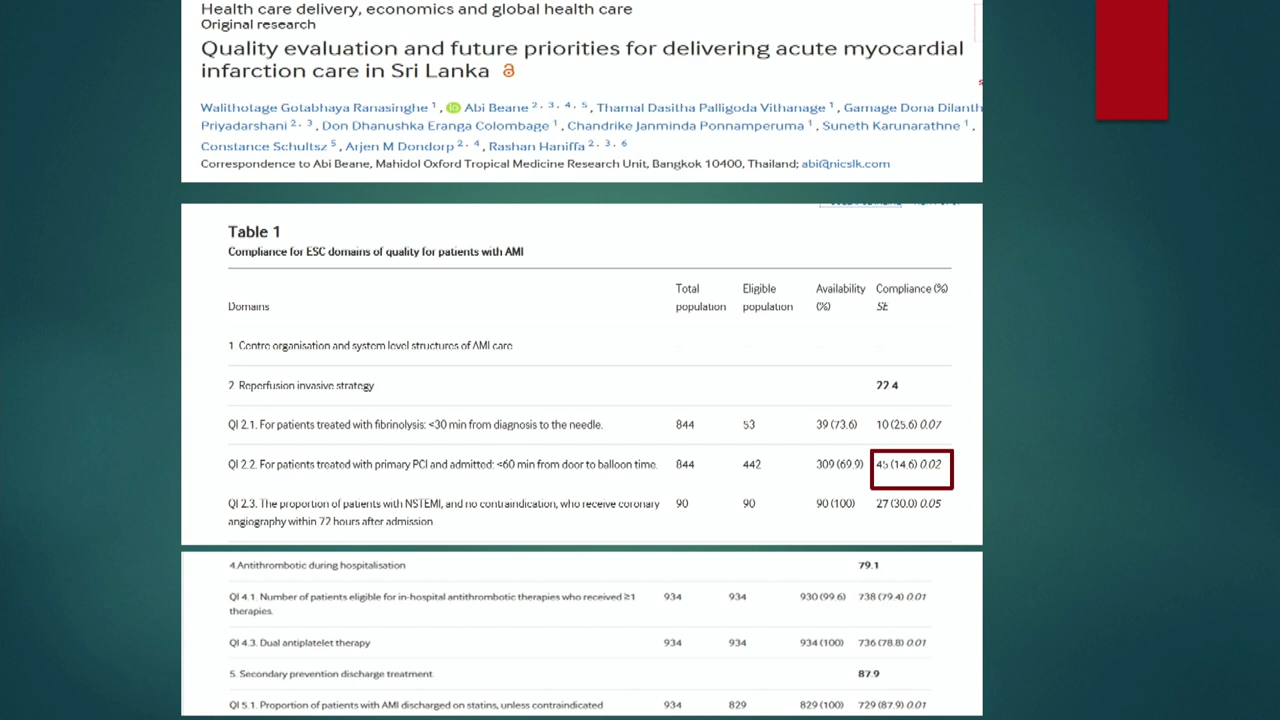 Health care delivery, economics and global health care
Original research
Quality evaluation and future priorities for delivering acute myocardial
infarction care in Sri Lanka
Walithotage Gotabhaya Ranasinghe 1, Abi Beane 2, 3, 4, 5, Thamal Dasitha Palligoda Vithanage 1, Gamage Dona Dilanth
Priyadarshani 2, 3, Don Dhanushka Eranga Colombage 1, Chandrike Janminda Ponnamperuma 1, Suneth Karunarathne 1,
Constance Schultsz 5, Arjen M Dondorp 2, 4, Rashan Haniffa 2, 3, 6
Correspondence to Abi Beane, Mahidol Oxford Tropical Medicine Research Unit, Bangkok 10400, Thailand; abi@nicslk.com
Table 1
Compliance for ESC domains of quality for patients with AMI
Domains Total population Eligible population Availability (%) Compliance (%) SE
1 Centre organisation and system level structures of AMI care
2 Reperfusion invasive strategy 22.4
QI 2.1. For patients treated with fibrinolysis: <30 min from diagnosis to the needle. 844 53 39 (73.6) 10 (25.6) 0.07
QI 2.2. For patients treated with primary PCI and admitted: <60 min from door to balloon time. 844 442 309 (69.9) 45 (14.6) 0.02
QI 2.3. The proportion of patients with NSTEMI, and no contraindication, who receive coronary 90 90 90 (100) 27 (30.0) 0.05
angiography within 72 hours after admission
4.Antithrombotic during hospitalisation 79.1
QI 4.1. Number of patients eligible for in-hospital antithrombotic therapies who received ≥1 934 934 930 (99.6) 738 (79.4) 0.01
therapies.
QI 4.3. Dual antiplatelet therapy 934 934 934 (100) 736 (78.8) 0.01
5. Secondary prevention discharge treatment. 87.9
QI 5.1. Proportion of patients with AMI discharged on statins, unless contraindicated 934 829 829 (100) 729 (87.9) 0.01